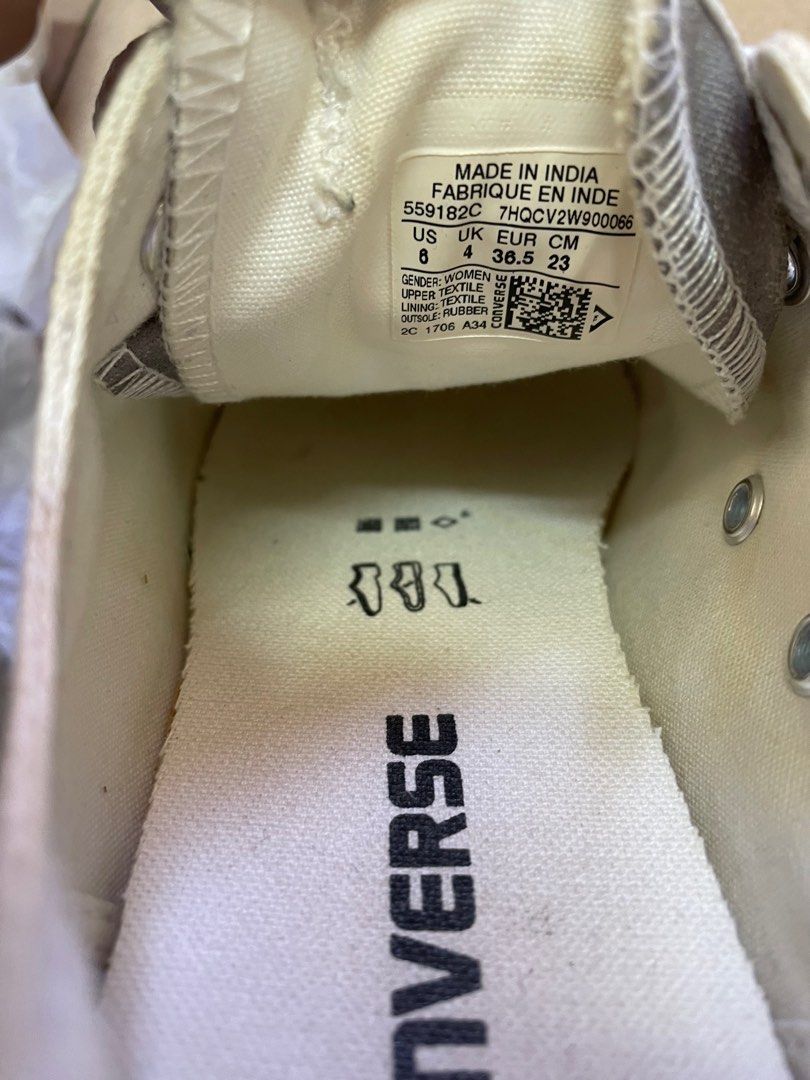 MADE IN INDIA
FABRIQUE EN INDE
559182C 7HQCV2W900066
US UK EUR CM
6 4 36.5 23
GENDER: WOMEN
UPPER TEXTILE
LINING: TEXTILE
OUTSOLE: RUBBER
2C 1706 A34
CONVERSE
NVERSE